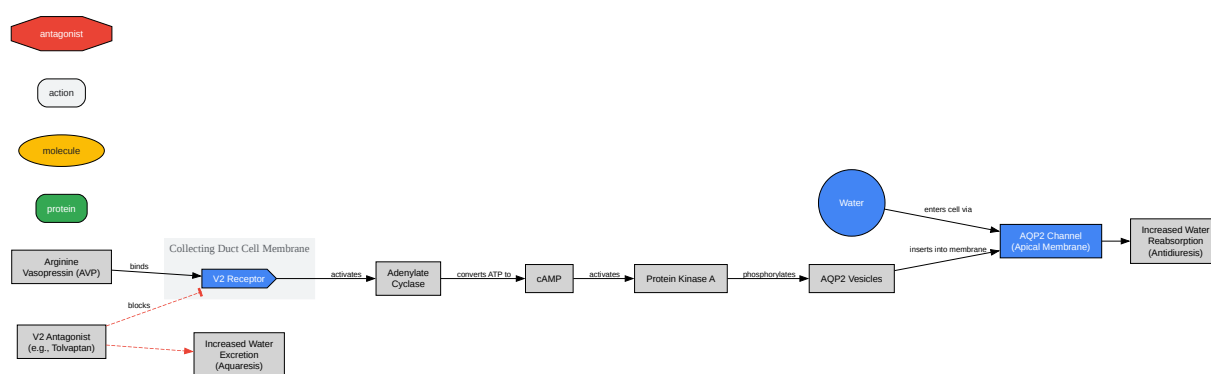 antagonist
action
molecule
protein
Water
enters cell via
Arginine
Vasopressin (AVP)
binds
Collecting Duct Cell Membrane
V2 Receptor
activates
Adenylate
Cyclase
converts ATP to
cAMP
activates
Protein Kinase A
phosphorylates
AQP2 Vesicles
inserts into membrane
AQP2 Channel
(Apical Membrane)
Increased Water
Reabsorption
(Antidiuresis)
blocks
V2 Antagonist
(e.g., Tolvaptan)
Increased Water
Excretion
(Aquaresis)